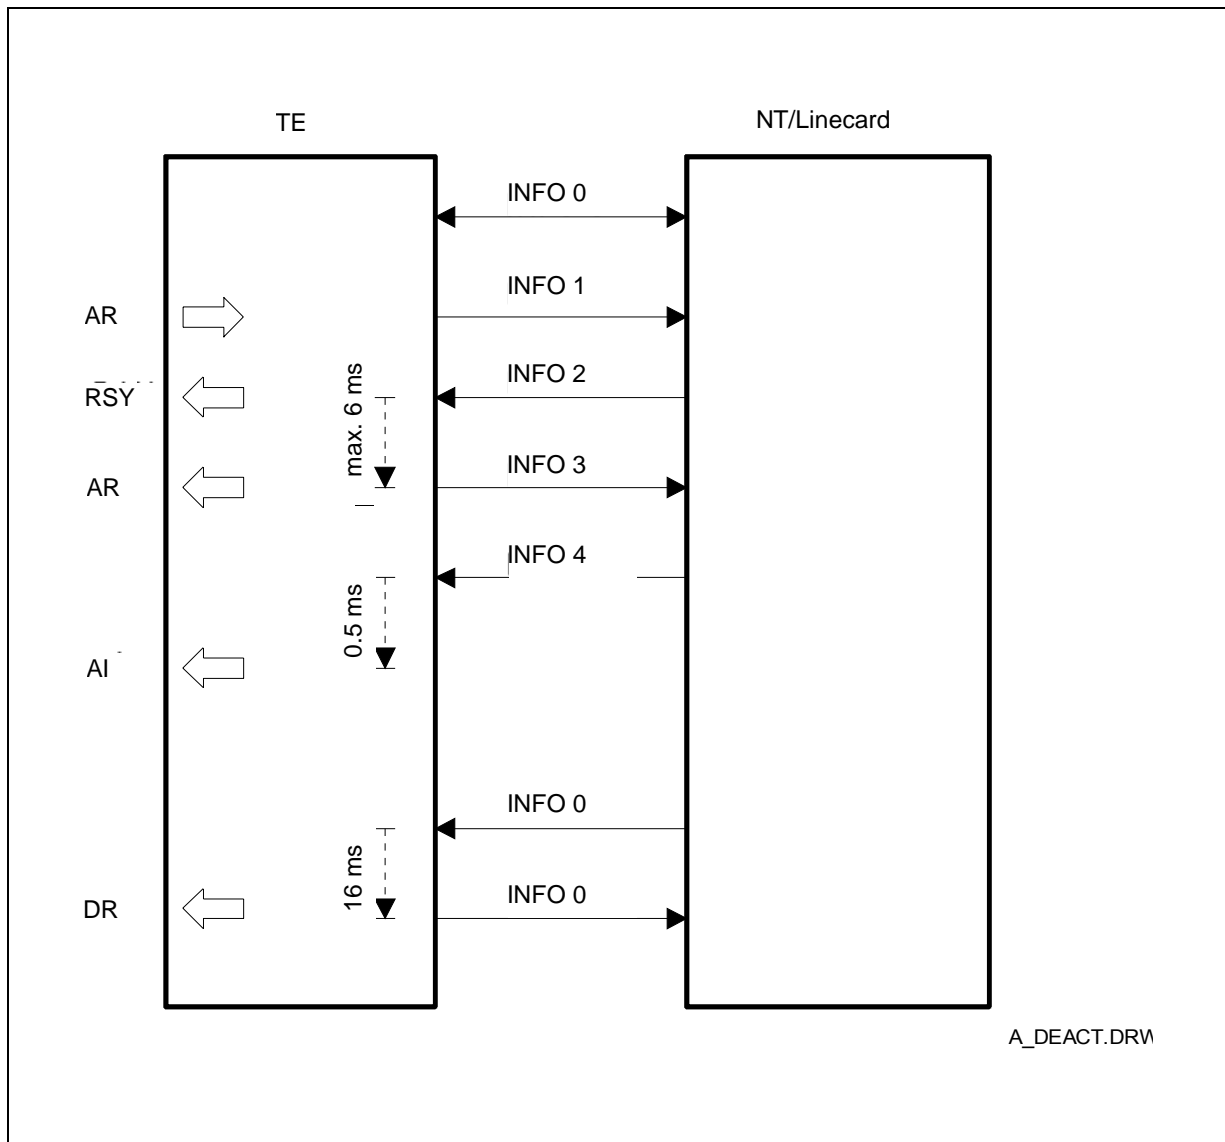 TE
NT/Linecard
INFO 0
INFO 1
AR
INFO 2
RSY
max. 6 ms
INFO 3
AR
INFO 4
0.5 ms
AI
INFO 0
16 ms
INFO 0
DR
A_DEACT.DRW